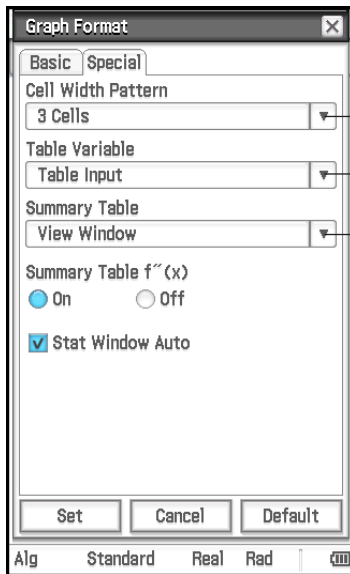 Graph Format
Basic Special
Cell Width Pattern
3 Cells
Table Variable
Table Input
Summary Table
View Window
Summary Table f″(x)
On Off
Stat Window Auto
Set Cancel Default
Alg Standard Real Rad